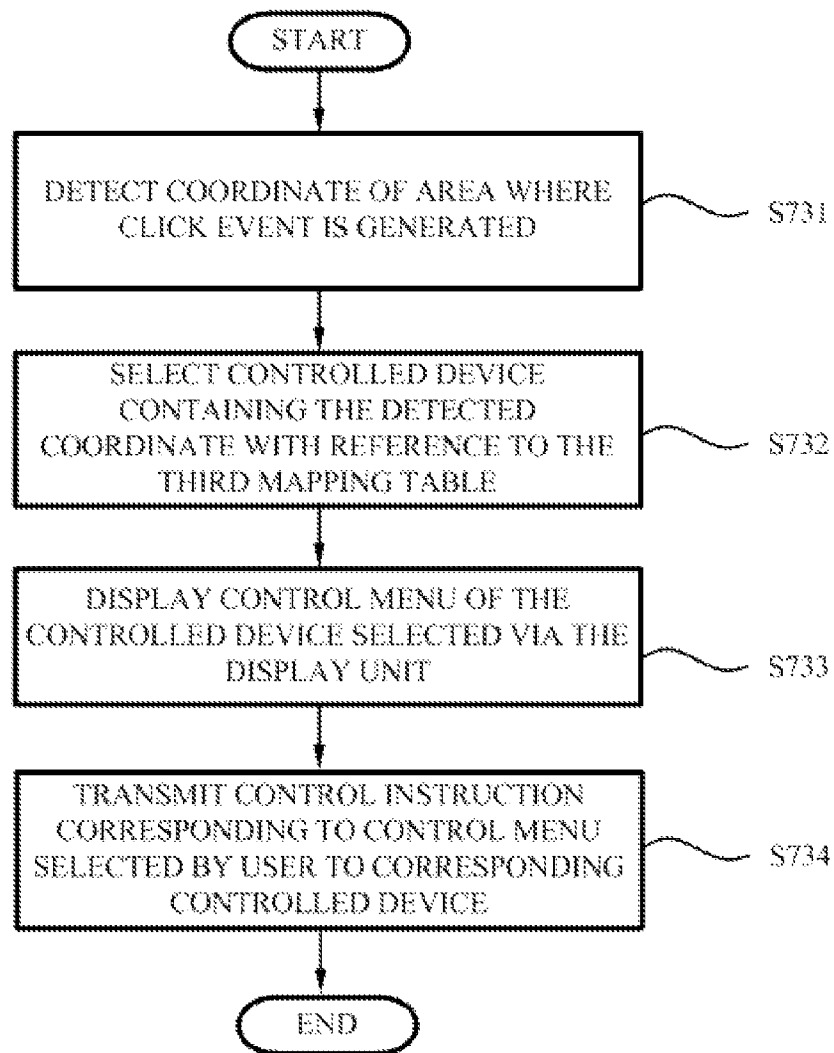 START
DETECT COORDINATE OF AREA WHERE
CLICK EVENT IS GENERATED
S731
SELECT CONTROLLED DEVICE
CONTAINING THE DETECTED
COORDINATE WITH REFERENCE TO THE
THIRD MAPPING TABLE
S732
DISPLAY CONTROL MENU OF THE
CONTROLLED DEVICE SELECTED VIA THE
DISPLAY UNIT
S733
TRANSMIT CONTROL INSTRUCTION
CORRESPONDING TO CONTROL MENU
SELECTED BY USER TO CORRESPONDING
CONTROLLED DEVICE
S734
END